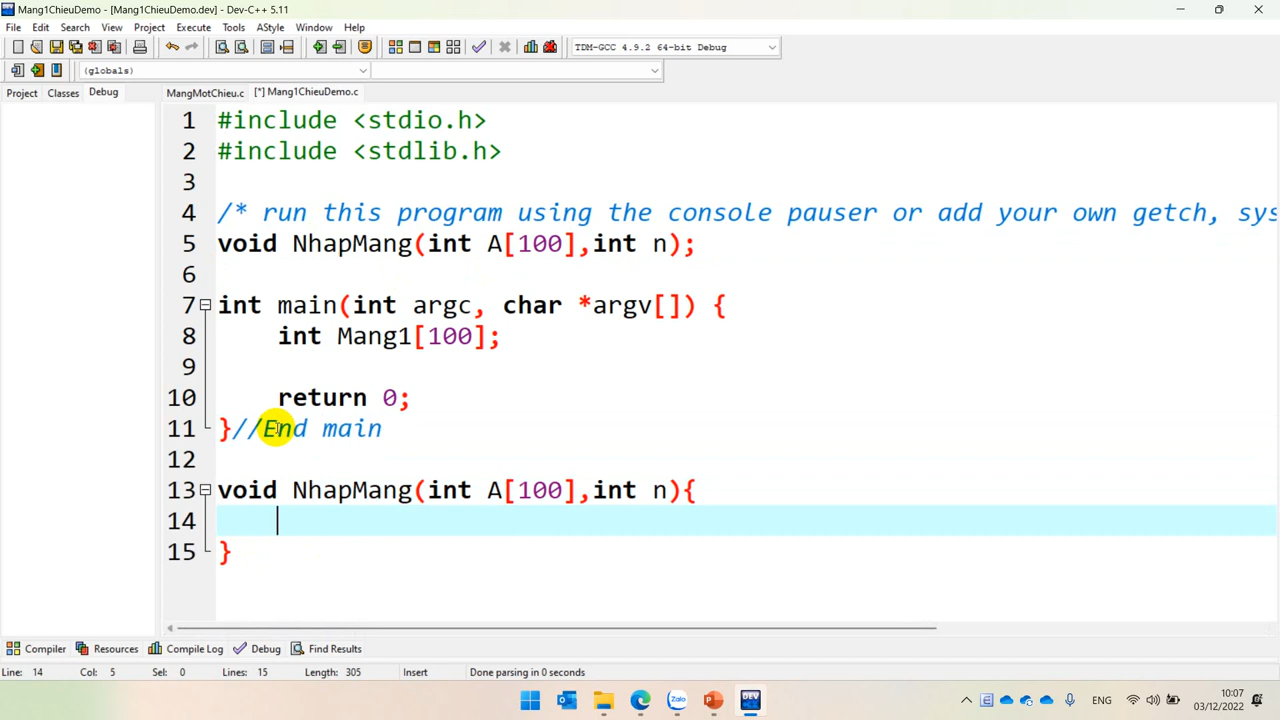 Mang1ChieuDemo - [Mang1ChieuDemo.dev] - Dev-C++ 5.11
File Edit Search View Project Execute Tools AStyle Window Help
TDM-GCC 4.9.2 64-bit Debug
(globals)
Project Classes Debug MangMotChieu.c [*] Mang1ChieuDemo.c
1 #include <stdio.h>
2 #include <stdlib.h>
3
4 /* run this program using the console pauser or add your own getch, sys
5 void NhapMang(int A[100],int n);
6
7 int main(int argc, char *argv[]) {
8 int Mang1[100];
9
10 return 0;
11 }//End main
12
13 void NhapMang(int A[100],int n){
14
15 }
Compiler Resources Compile Log Debug Find Results
Line: 14 Col: 5 Sel: 0 Lines: 15 Length: 305 Insert Done parsing in 0 seconds
Zalo DEV ENG 10:07
03/12/2022